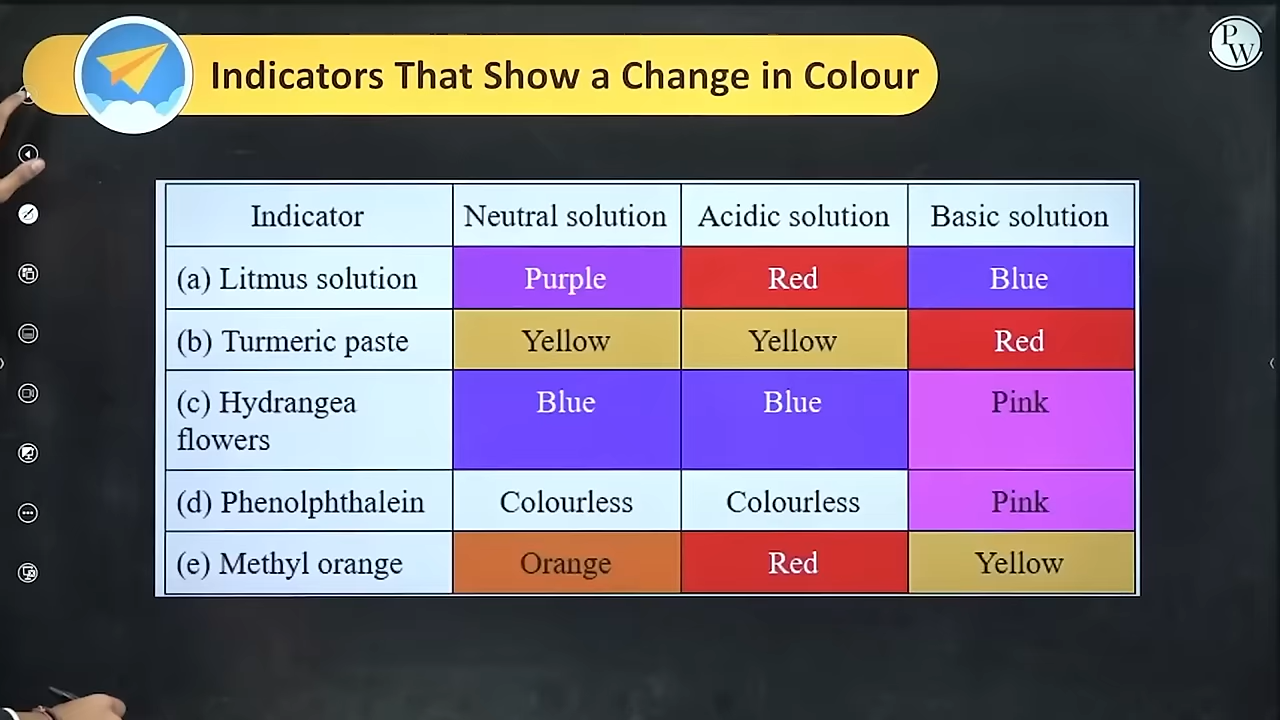 PW
Indicators That Show a Change in Colour
Indicator Neutral solution Acidic solution Basic solution
(a) Litmus solution Purple Red Blue
(b) Turmeric paste Yellow Yellow Red
(c) Hydrangea Blue Blue Pink
flowers
(d) Phenolphthalein Colourless Colourless Pink
(e) Methyl orange Orange Red Yellow